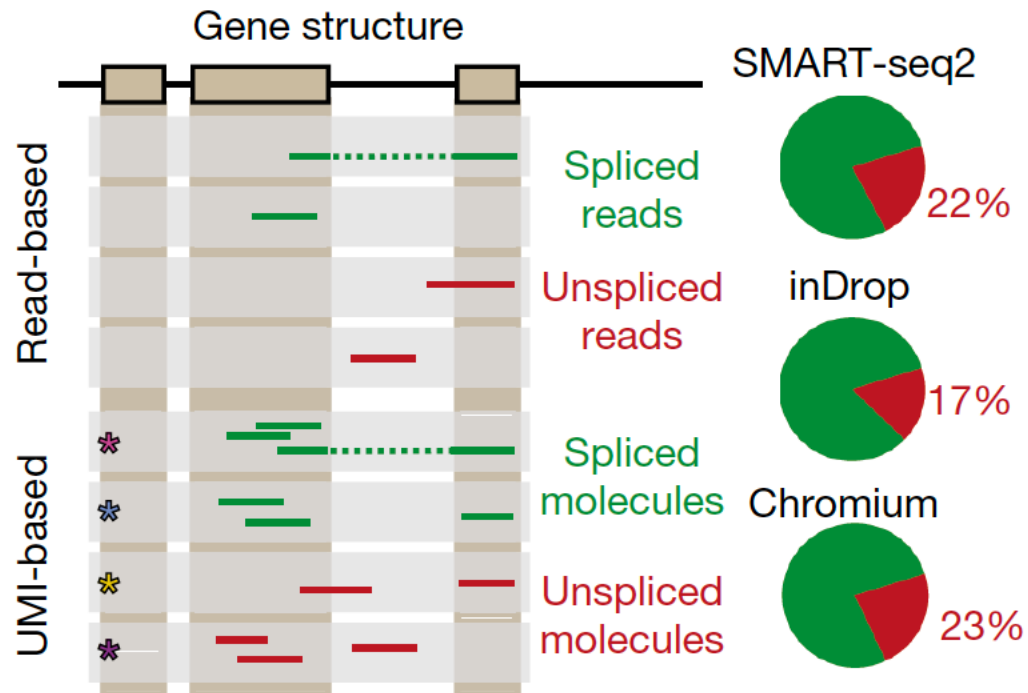 Gene structure
SMART-seq2
Read-based
Spliced
reads
22%
Unspliced
reads
inDrop
17%
UMI-based
*
Spliced
molecules
*
Chromium
*
Unspliced
molecules
23%
*